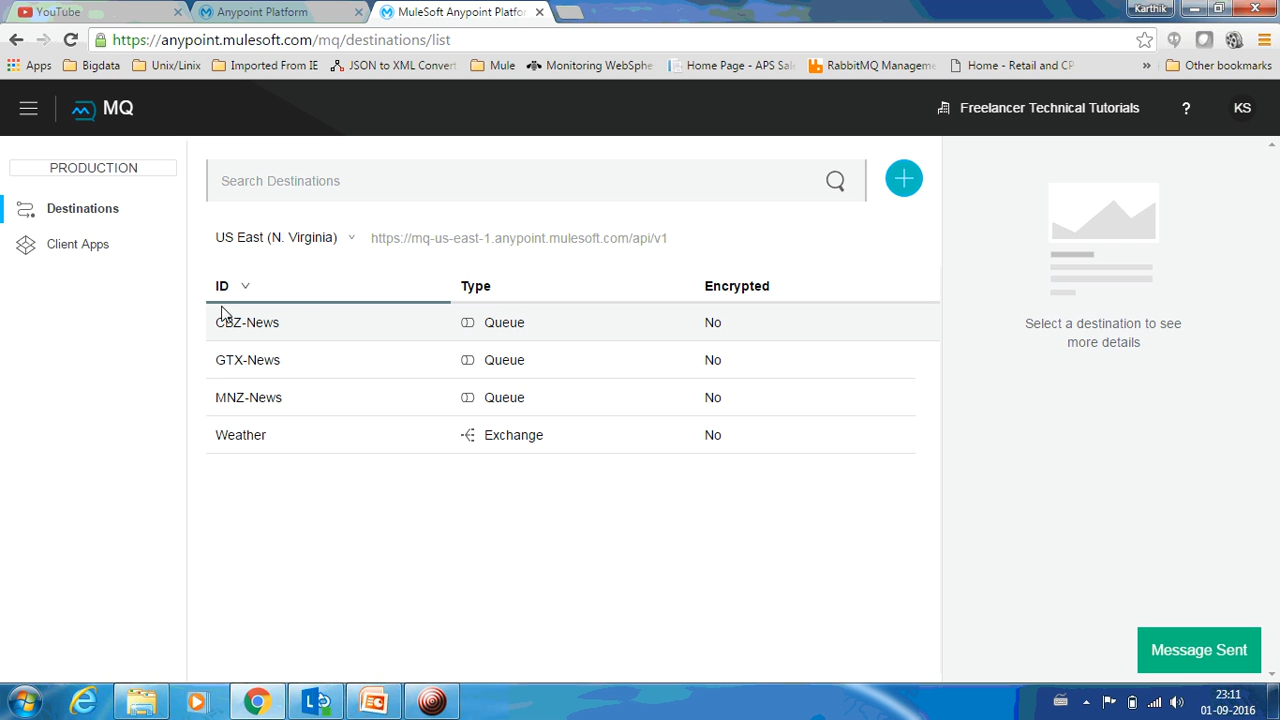 YouTube
Anypoint Platform
MuleSoft Anypoint Platfor
Karthik
https://anypoint.mulesoft.com/mq/destinations/list
Apps
Bigdata
Unix/Linux
Imported From IE
JSON to XML Convert
Mule
Monitoring WebSphe
Home Page - APS Sale
RabbitMQ Manageme
Home - Retail and CP
»
Other bookmarks
MQ
Freelancer Technical Tutorials
?
KS
PRODUCTION
Destinations
Client Apps
Search Destinations
US East (N. Virginia)
https://mq-us-east-1.anypoint.mulesoft.com/api/v1
ID Type Encrypted
CBZ-News Queue No
GTX-News Queue No
MNZ-News Queue No
Weather Exchange No
Select a destination to see
more details
Message Sent
23:11
01-09-2016